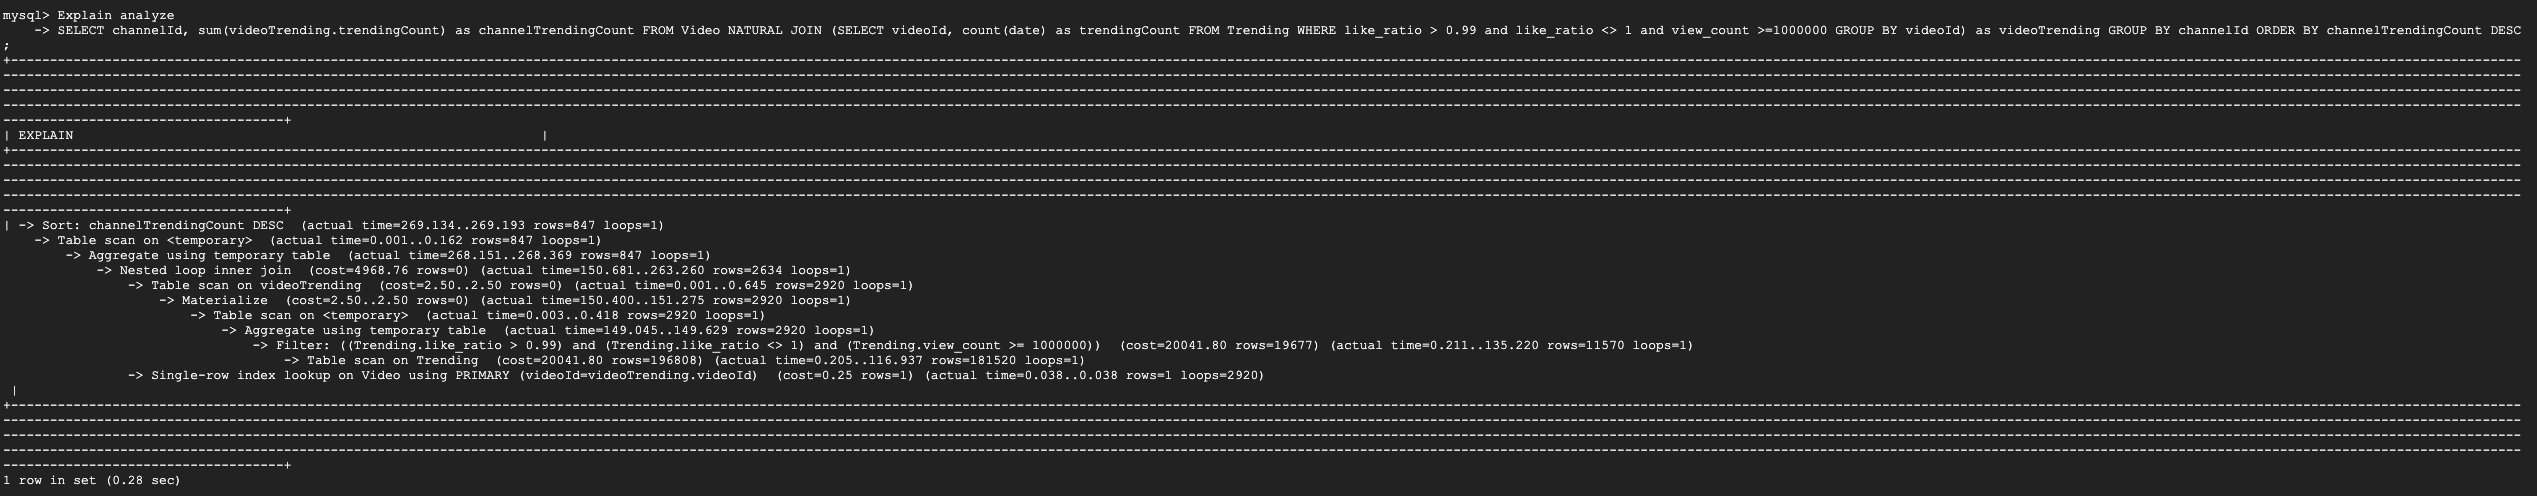 mysql> Explain analyze
    -> SELECT channelId, sum(videoTrending.trendingCount) as channelTrendingCount FROM Video NATURAL JOIN (SELECT videoId, count(date) as trendingCount FROM Trending WHERE like_ratio > 0.99 and like_ratio <> 1 and view_count >=1000000 GROUP BY videoId) as videoTrending GROUP BY channelId ORDER BY channelTrendingCount DESC
;
| EXPLAIN |
| -> Sort: channelTrendingCount DESC  (actual time=269.134..269.193 rows=847 loops=1)
    -> Table scan on <temporary>  (actual time=0.001..0.162 rows=847 loops=1)
        -> Aggregate using temporary table  (actual time=268.151..268.369 rows=847 loops=1)
            -> Nested loop inner join  (cost=4968.76 rows=0) (actual time=150.681..263.260 rows=2634 loops=1)
                -> Table scan on videoTrending  (cost=2.50..2.50 rows=0) (actual time=0.001..0.645 rows=2920 loops=1)
                    -> Materialize  (cost=2.50..2.50 rows=0) (actual time=150.400..151.275 rows=2920 loops=1)
                        -> Table scan on <temporary>  (actual time=0.003..0.418 rows=2920 loops=1)
                            -> Aggregate using temporary table  (actual time=149.045..149.629 rows=2920 loops=1)
                                -> Filter: ((Trending.like_ratio > 0.99) and (Trending.like_ratio <> 1) and (Trending.view_count >= 1000000))  (cost=20041.80 rows=19677) (actual time=0.211..135.220 rows=11570 loops=1)
                                    -> Table scan on Trending  (cost=20041.80 rows=196808) (actual time=0.205..116.937 rows=181520 loops=1)
                -> Single-row index lookup on Video using PRIMARY (videoId=videoTrending.videoId)  (cost=0.25 rows=1) (actual time=0.038..0.038 rows=1 loops=2920)
 |
1 row in set (0.28 sec)